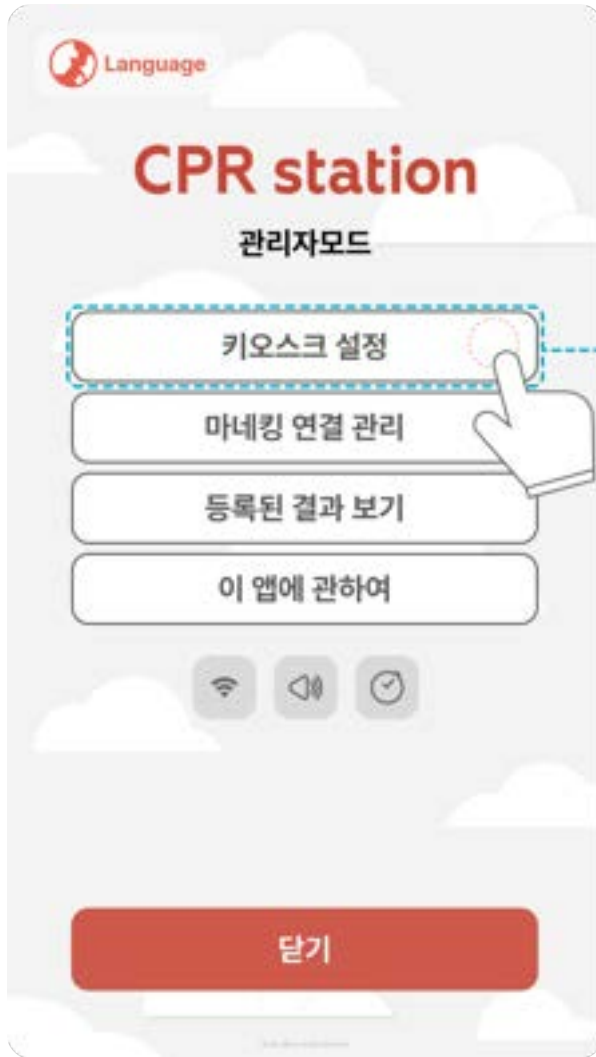 Language
CPR station
관리자모드
키오스크 설정
마네킹 연결 관리
등록된 결과 보기
이 앱에 관하여
닫기